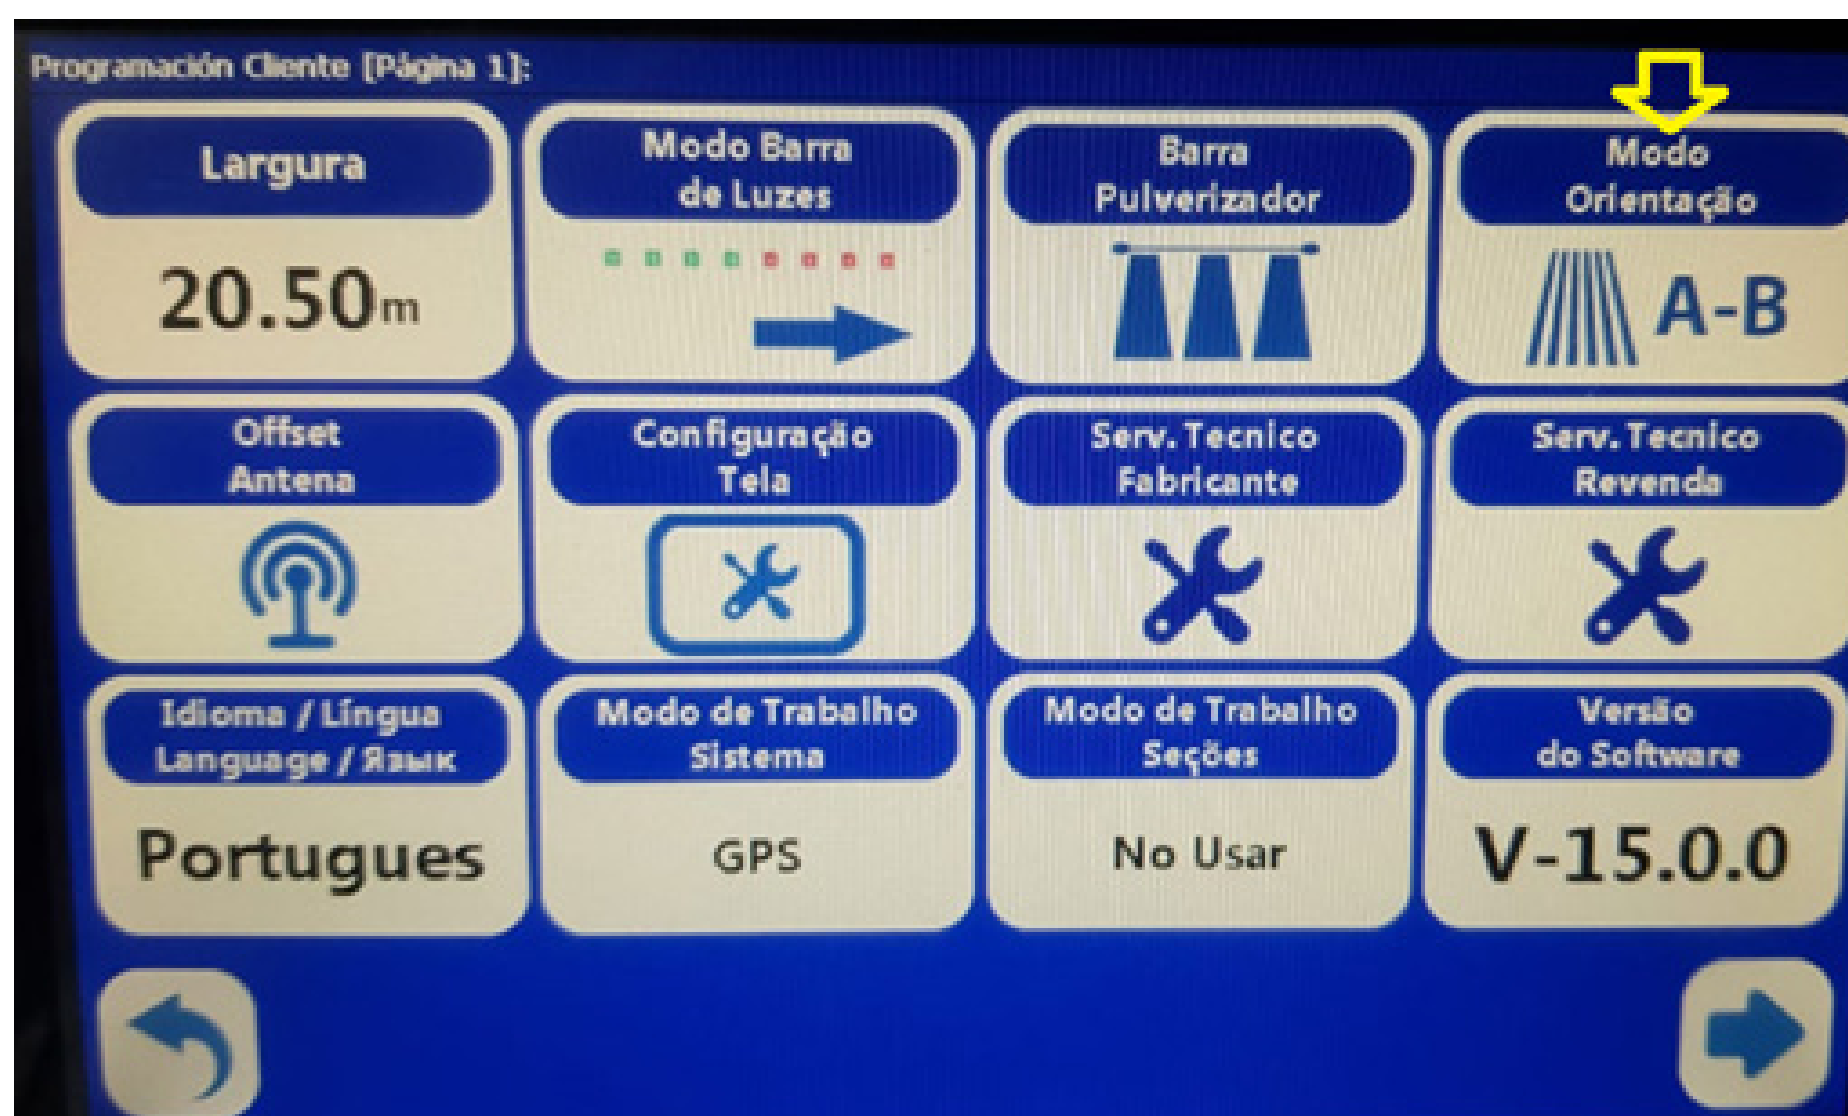 Programación Cliente [Página 1]:
Largura
20.50m
Modo Barra
de Luzes
Barra
Pulverizador
Modo
Orientação
A-B
Offset
Antena
Configuração
Tela
Serv. Tecnico
Fabricante
Serv. Tecnico
Revenda
Idioma / Língua
Language / Язык
Portugues
Modo de Trabalho
Sistema
GPS
Modo de Trabalho
Seções
No Usar
Versão
do Software
V-15.0.0